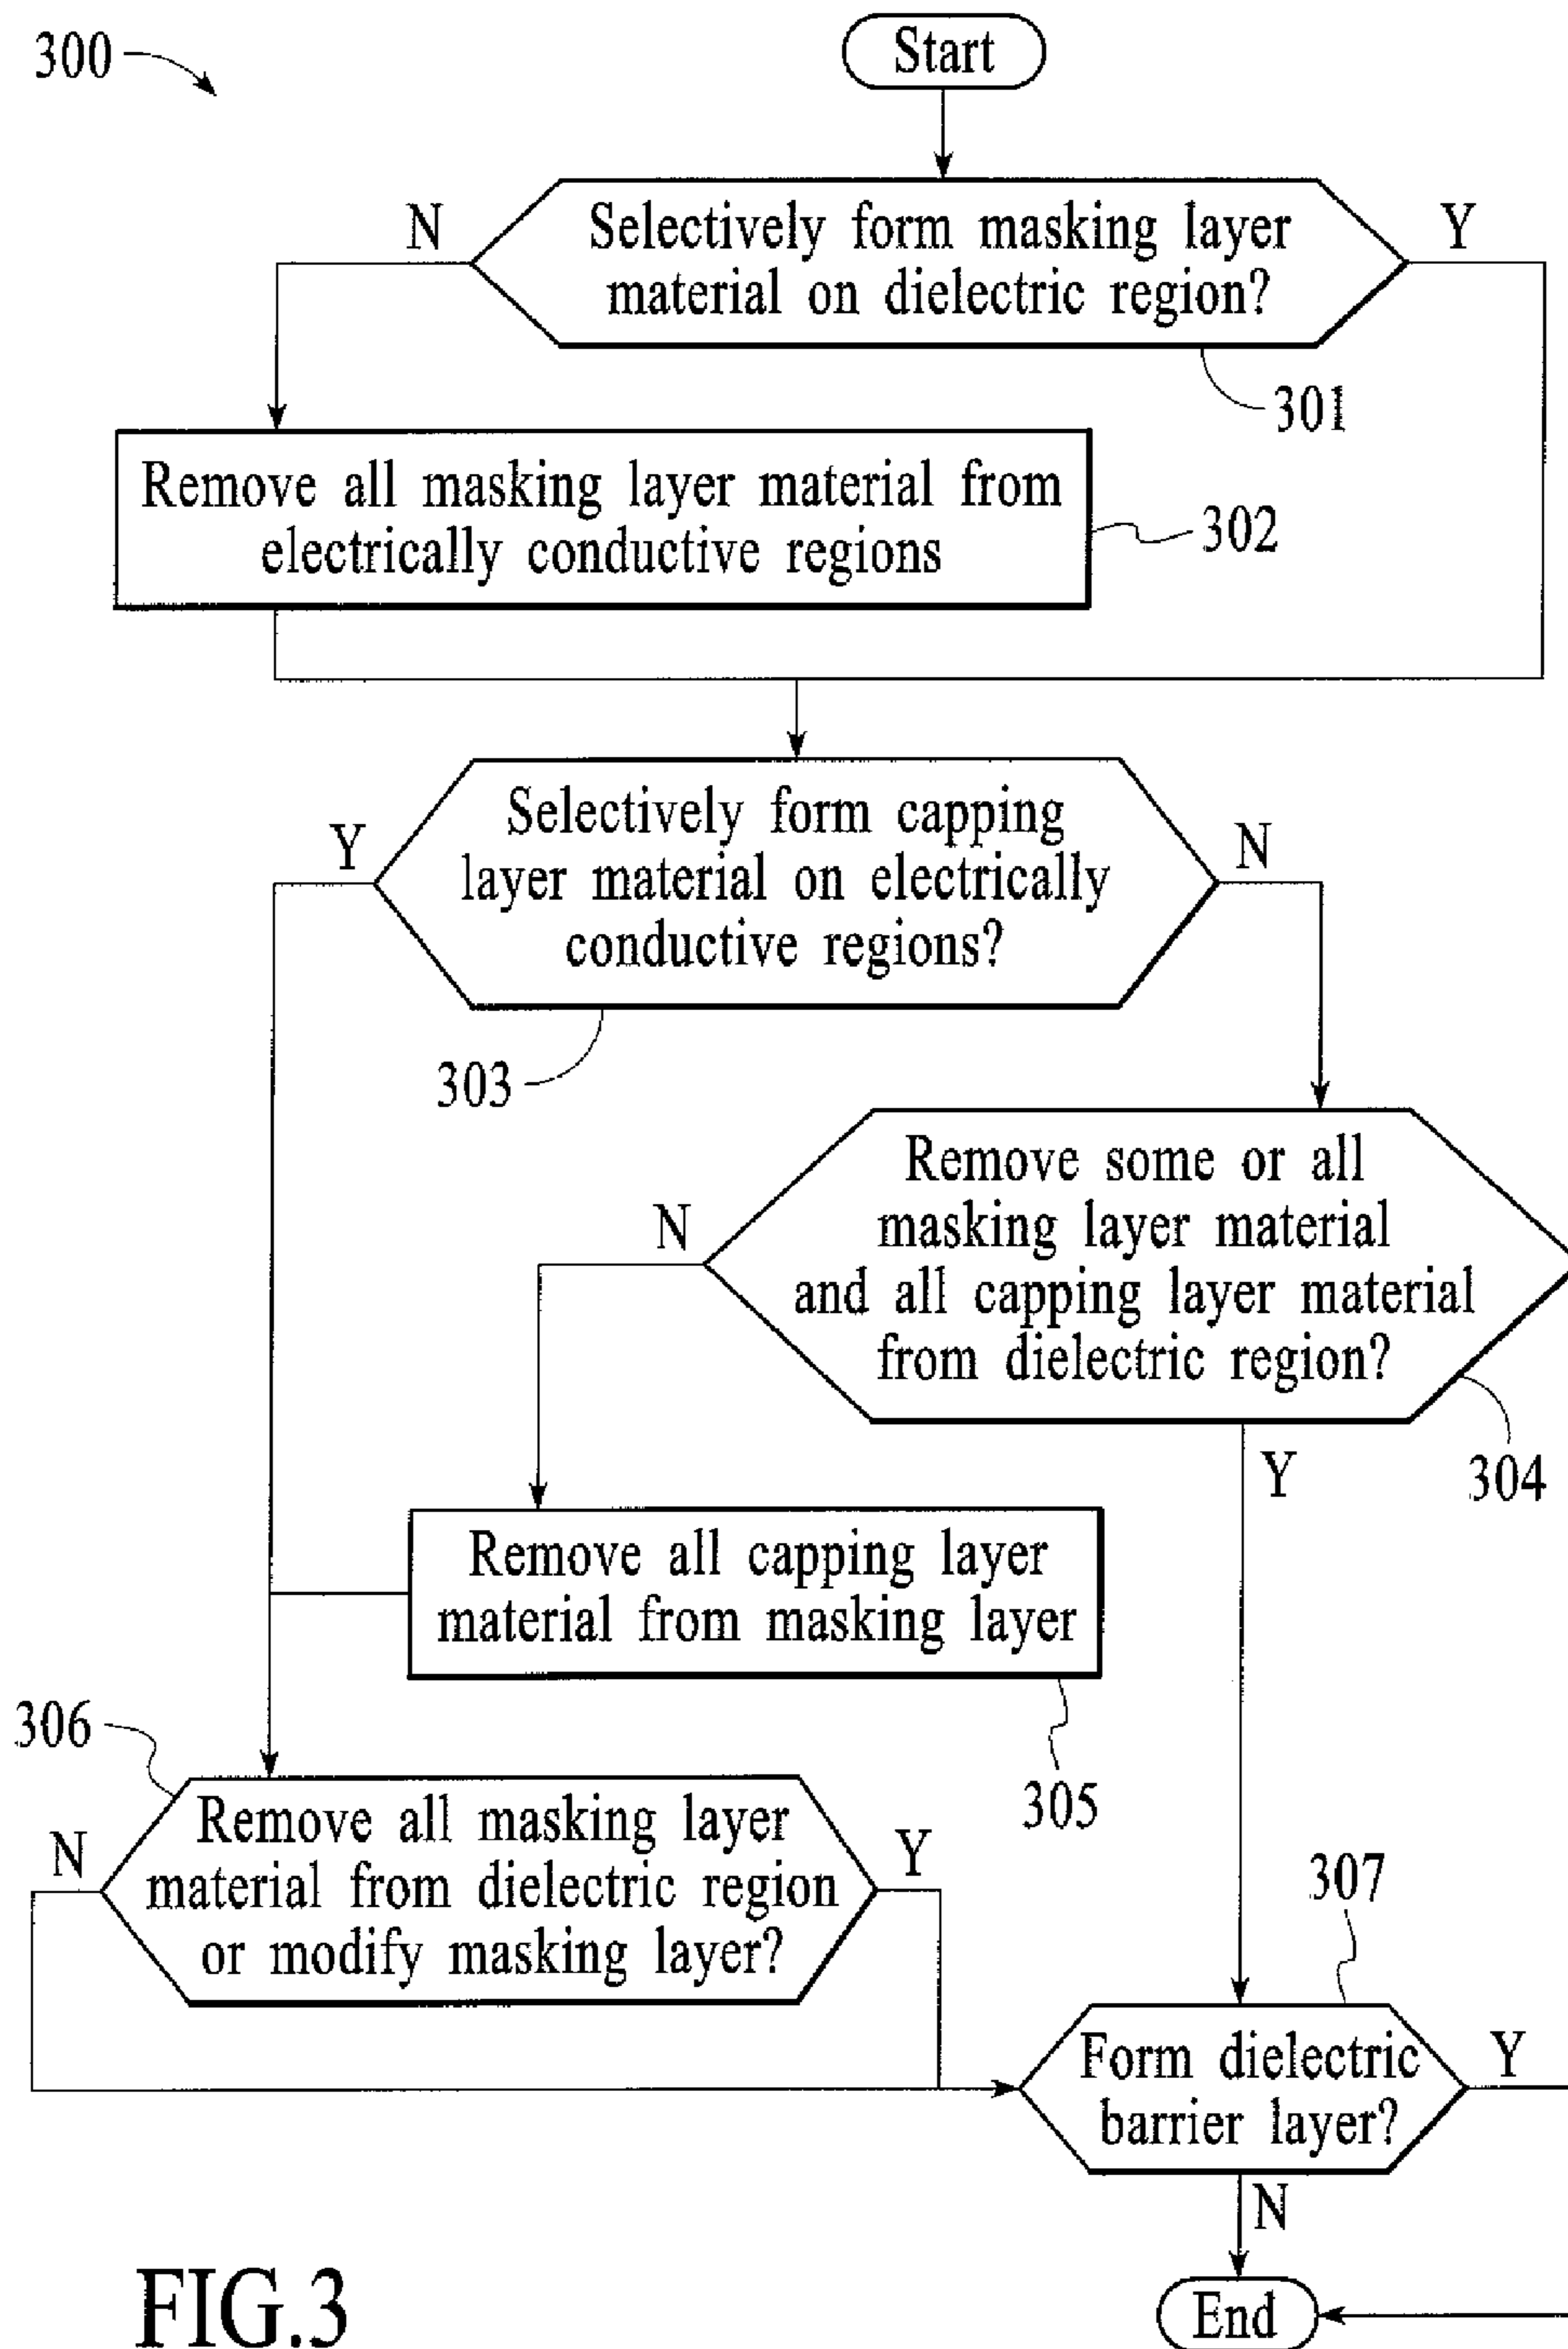 300
Start
N
Y
Selectively form masking layer
material on dielectric region?
301
Remove all masking layer material from
electrically conductive regions
302
Y
N
Selectively form capping
layer material on electrically
conductive regions?
303
Remove some or all
masking layer material
and all capping layer material
from dielectric region?
N
Y
304
Remove all capping layer
material from masking layer
305
306
N
Y
Remove all masking layer
material from dielectric region
or modify masking layer?
307
Form dielectric
barrier layer?
Y
N
End
FIG.3